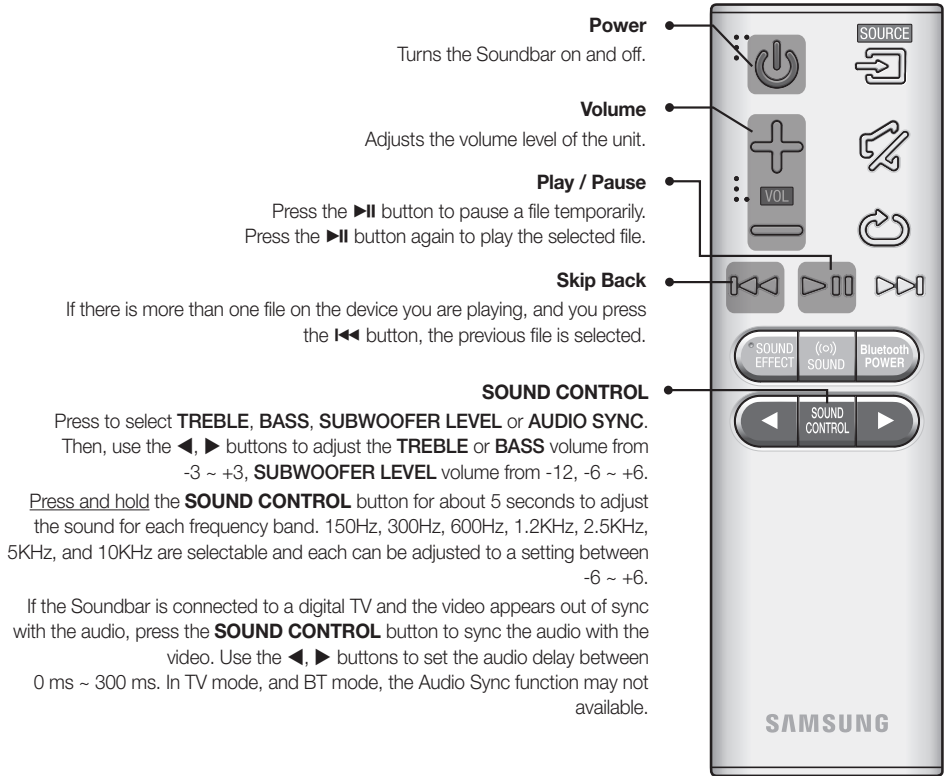 Power
Turns the Soundbar on and off.
Volume
Adjusts the volume level of the unit.
Play / Pause
Press the ►II button to pause a file temporarily.
Press the ►II button again to play the selected file.
Skip Back
If there is more than one file on the device you are playing, and you press
the I◄◄ button, the previous file is selected.
SOUND CONTROL
Press to select TREBLE, BASS, SUBWOOFER LEVEL or AUDIO SYNC.
Then, use the ◄, ► buttons to adjust the TREBLE or BASS volume from
-3 ~ +3, SUBWOOFER LEVEL volume from -12, -6 ~ +6.
Press and hold the SOUND CONTROL button for about 5 seconds to adjust
the sound for each frequency band. 150Hz, 300Hz, 600Hz, 1.2KHz, 2.5KHz,
5KHz, and 10KHz are selectable and each can be adjusted to a setting between
-6 ~ +6.
If the Soundbar is connected to a digital TV and the video appears out of sync
with the audio, press the SOUND CONTROL button to sync the audio with the
video. Use the ◄, ► buttons to set the audio delay between
0 ms ~ 300 ms. In TV mode, and BT mode, the Audio Sync function may not
available.
SOURCE
VOL
SOUND
EFFECT
SOUND
Bluetooth
POWER
SOUND
CONTROL
SAMSUNG